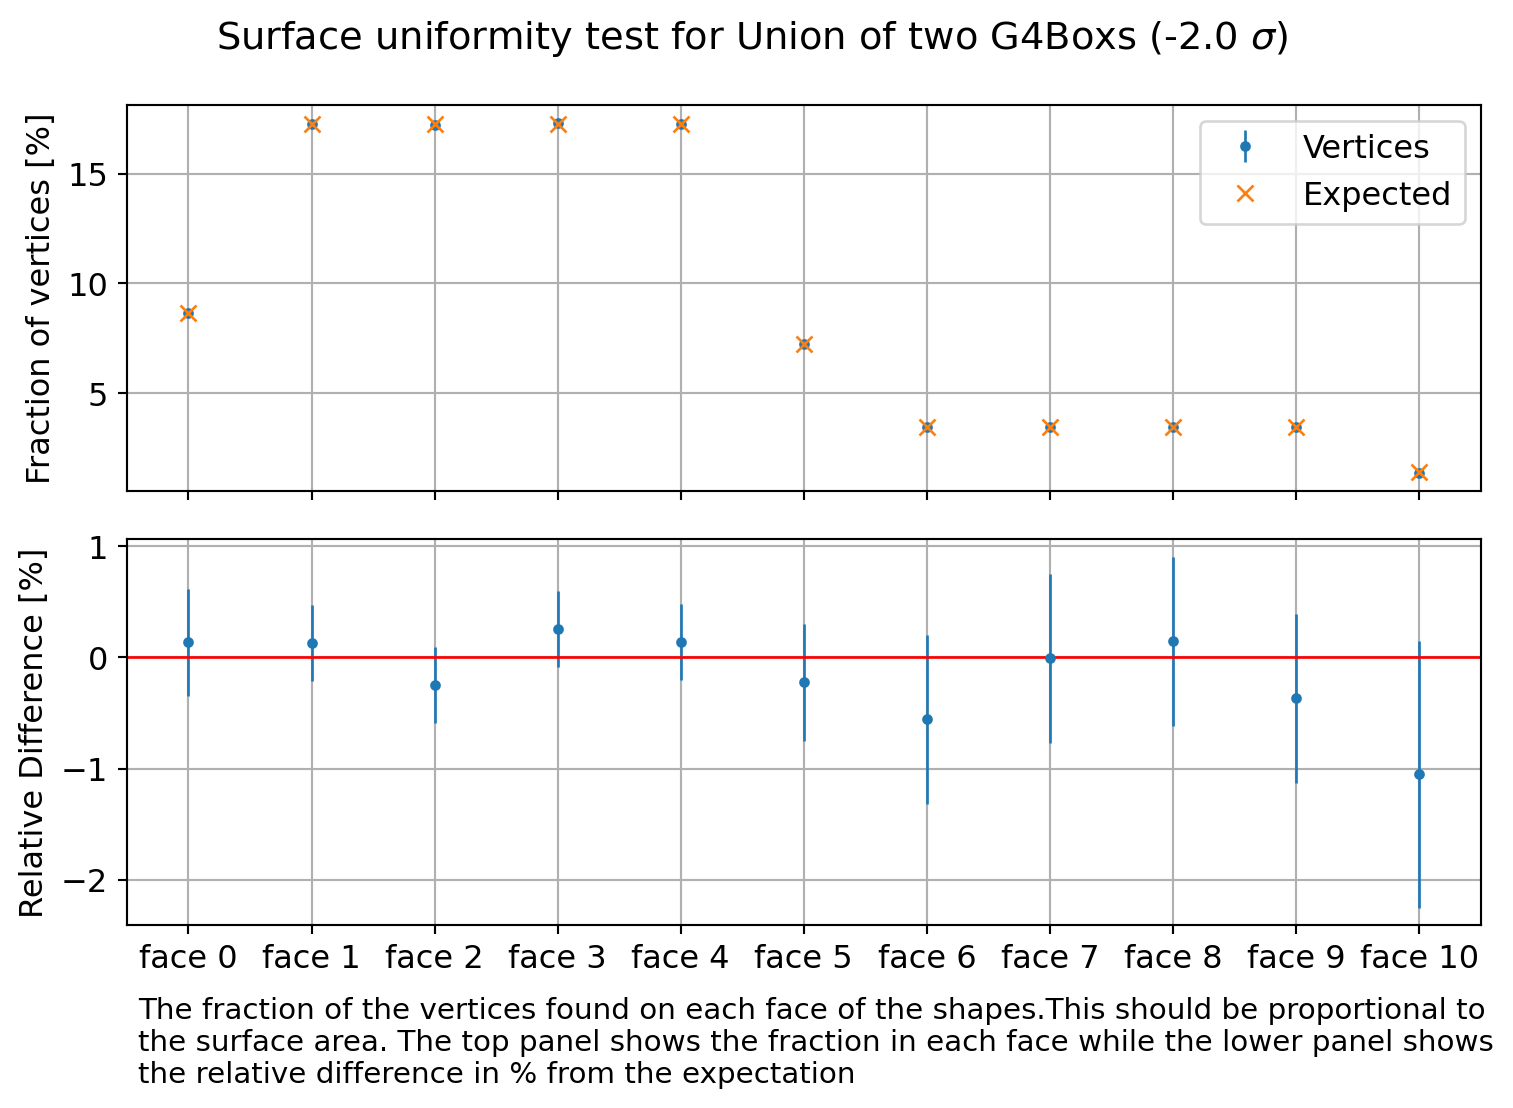 Surface uniformity test for Union of two G4Boxs (-2.0 σ)
Fraction of vertices [%]
15
10
5
Vertices
Expected
Relative Difference [%]
1
0
−1
−2
face 0 face 1 face 2 face 3 face 4 face 5 face 6 face 7 face 8 face 9 face 10
The fraction of the vertices found on each face of the shapes.This should be proportional to
the surface area. The top panel shows the fraction in each face while the lower panel shows
the relative difference in % from the expectation